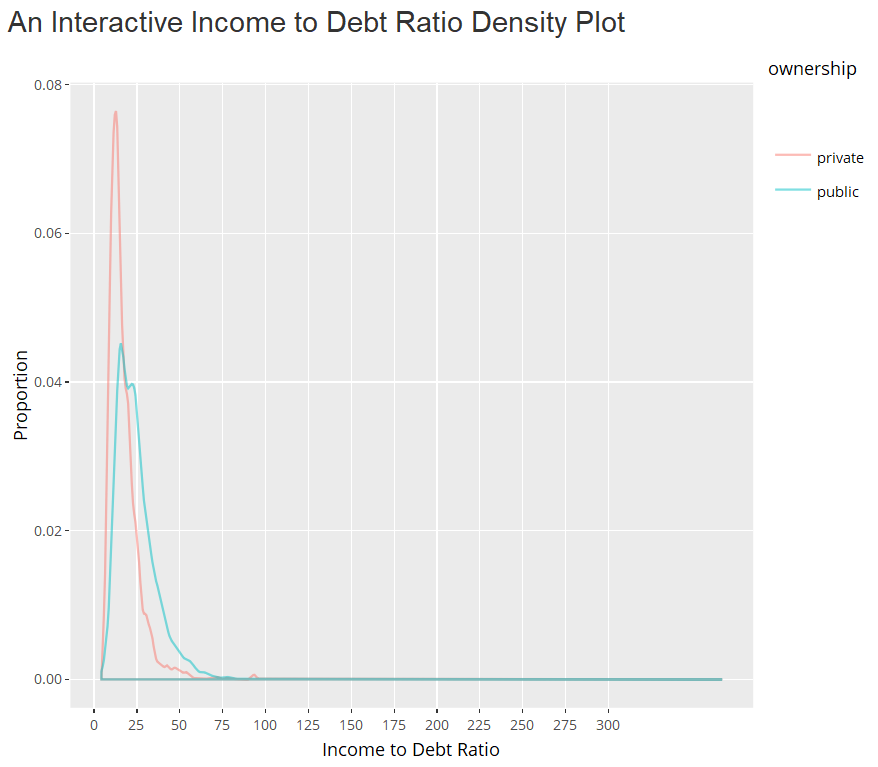 An Interactive Income to Debt Ratio Density Plot
ownership
private
public
0.08
0.06
0.04
0.02
0.00
Proportion
0 25 50 75 100 125 150 175 200 225 250 275 300
Income to Debt Ratio